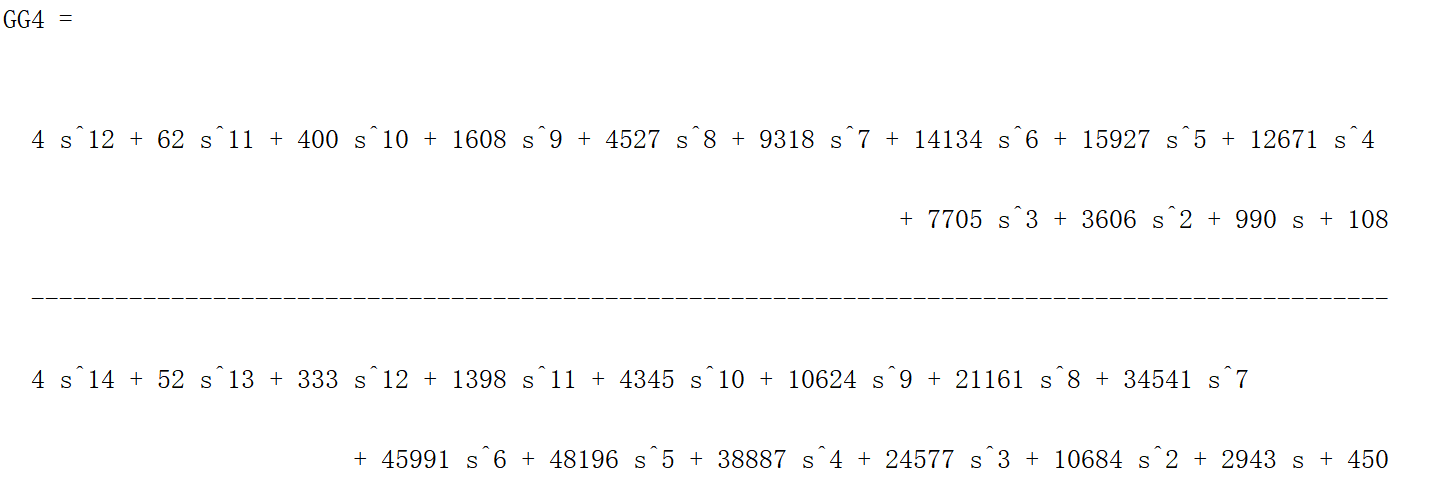 GG4 =
4 s^12 + 62 s^11 + 400 s^10 + 1608 s^9 + 4527 s^8 + 9318 s^7 + 14134 s^6 + 15927 s^5 + 12671 s^4
+ 7705 s^3 + 3606 s^2 + 990 s + 108
-------------------------------------------------------------------------------------------------
4 s^14 + 52 s^13 + 333 s^12 + 1398 s^11 + 4345 s^10 + 10624 s^9 + 21161 s^8 + 34541 s^7
+ 45991 s^6 + 48196 s^5 + 38887 s^4 + 24577 s^3 + 10684 s^2 + 2943 s + 450